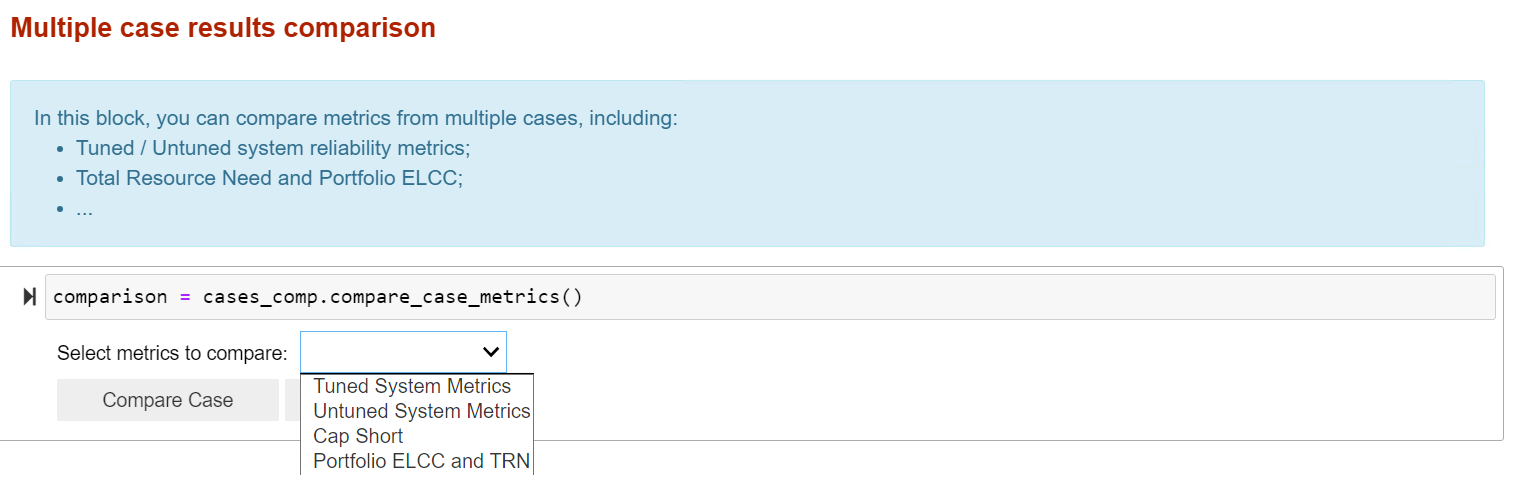 Multiple case results comparison
In this block, you can compare metrics from multiple cases, including:
• Tuned / Untuned system reliability metrics;
• Total Resource Need and Portfolio ELCC;
• ...
comparison = cases_comp.compare_case_metrics()
Select metrics to compare:
Compare Case
Tuned System Metrics
Untuned System Metrics
Cap Short
Portfolio ELCC and TRN